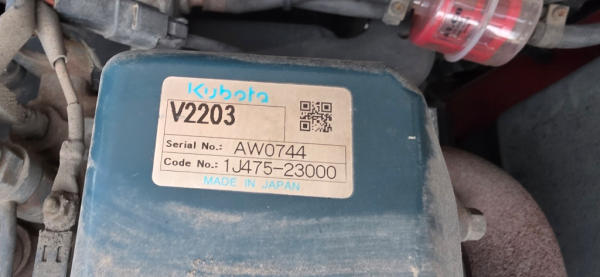 Kubota
V2203
Serial No.: AW0744
Code No.: 1J475-23000
MADE IN JAPAN